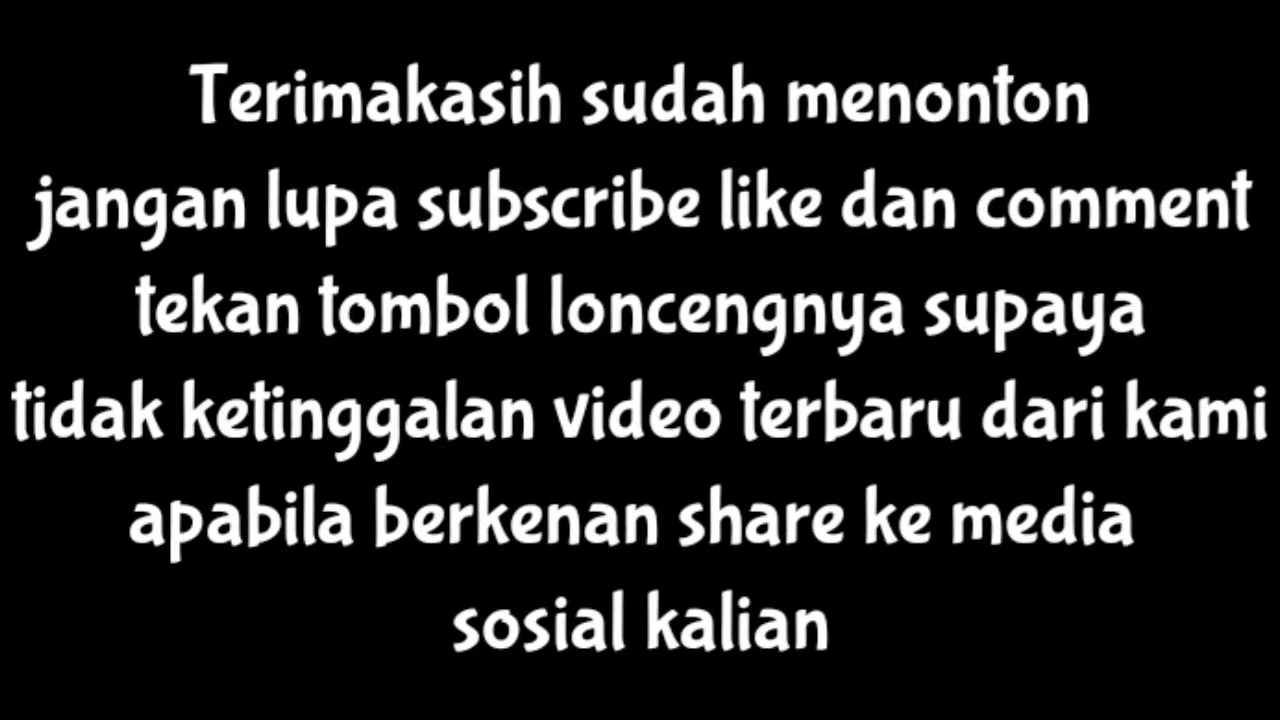 Terimakasih sudah menonton
jangan lupa subscribe like dan comment
tekan tombol loncengnya supaya
tidak ketinggalan video terbaru dari kami
apabila berkenan share ke media
sosial kalian